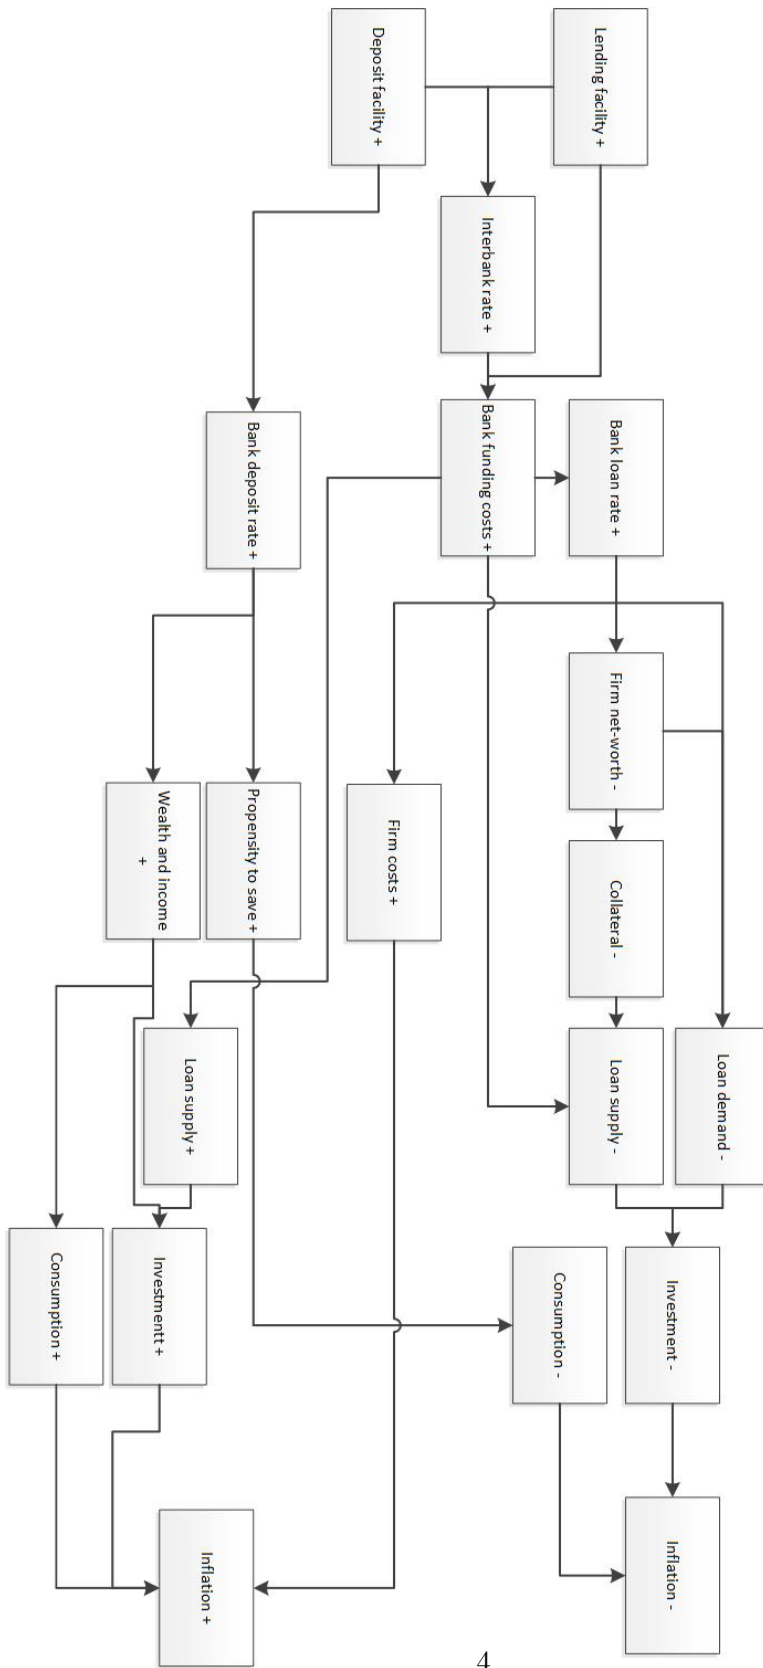 Lending facility +
Deposit facility +
Interbank rate +
Bank loan rate +
Bank funding costs +
Bank deposit rate +
Firm net-worth -
Firm costs +
Propensity to save +
Wealth and income
+
Collateral -
Loan demand -
Loan supply -
Loan supply +
Investment -
Consumption -
Investmentt +
Consumption +
Inflation -
Inflation +
4